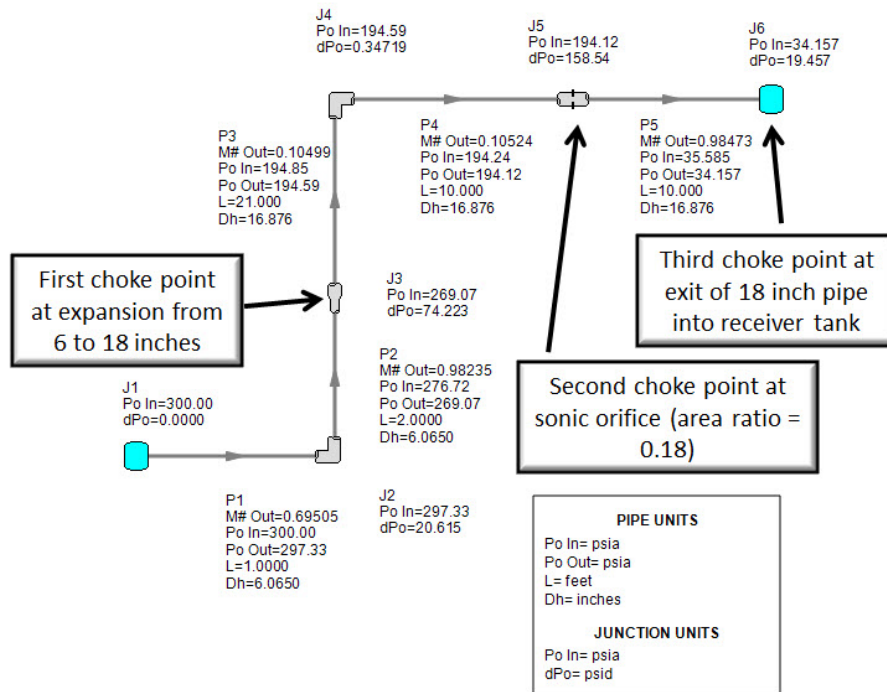 J4
Po In=194.59
dPo=0.34719
J5
Po In=194.12
dPo=158.54
J6
Po In=34.157
dPo=19.457
P3
M# Out=0.10499
Po In=194.85
Po Out=194.59
L=21.000
Dh=16.876
P4
M# Out=0.10524
Po In=194.24
Po Out=194.12
L=10.000
Dh=16.876
P5
M# Out=0.98473
Po In=35.585
Po Out=34.157
L=10.000
Dh=16.876
First choke point
at expansion from
6 to 18 inches
J3
Po In=269.07
dPo=74.223
Third choke point at
exit of 18 inch pipe
into receiver tank
P2
M# Out=0.98235
Po In=276.72
Po Out=269.07
L=2.0000
Dh=6.0650
Second choke point at
sonic orifice (area ratio =
0.18)
J1
Po In=300.00
dPo=0.0000
P1
M# Out=0.69505
Po In=300.00
Po Out=297.33
L=1.0000
Dh=6.0650
J2
Po In=297.33
dPo=20.615
PIPE UNITS
Po In= psia
Po Out= psia
L= feet
Dh= inches
JUNCTION UNITS
Po In= psia
dPo= psid